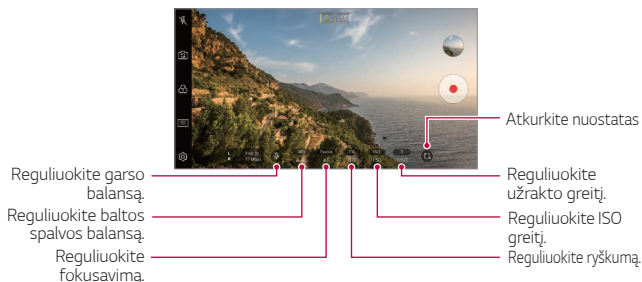 Atkurkite nuostatas
Reguliuokite garso
balansą.
Reguliuokite baltos
spalvos balansą.
Reguliuokite
fokusavimą.
Reguliuokite
užrakto greitį.
Reguliuokite ISO
greitį.
Reguliuokite ryškumą.